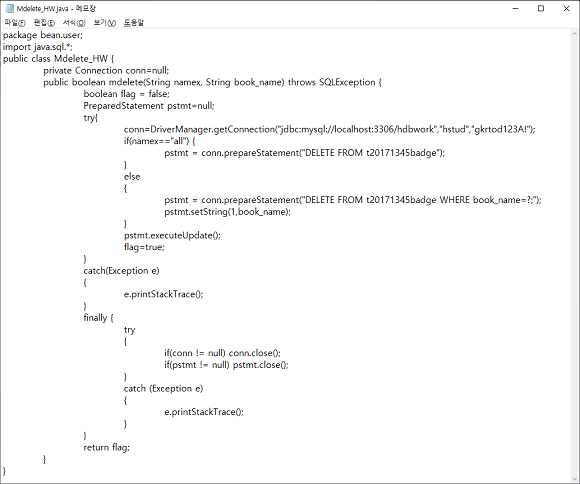 Mdelete_HW.java - 메모장
파일(F) 편집(E) 서식(O) 보기(V) 도움말
package bean.user;
import java.sql.*;
public class Mdelete_HW {
private Connection conn=null;
public boolean mdelete(String namex, String book_name) throws SQLException {
boolean flag = false;
PreparedStatement pstmt=null;
try{
conn=DriverManager.getConnection("jdbc:mysql://localhost:3306/hdbwork","hstud","gkrtod123A!");
if(namex=="all") {
pstmt = conn.prepareStatement("DELETE FROM t20171345badge");
}
else
{
pstmt = conn.prepareStatement("DELETE FROM t20171345badge WHERE book_name=?;");
pstmt.setString(1,book_name);
}
pstmt.executeUpdate();
flag=true;
}
catch(Exception e)
{
e.printStackTrace();
}
finally {
try
{
if(conn != null) conn.close();
if(pstmt != null) pstmt.close();
}
catch (Exception e)
{
e.printStackTrace();
}
}
return flag;
}
}